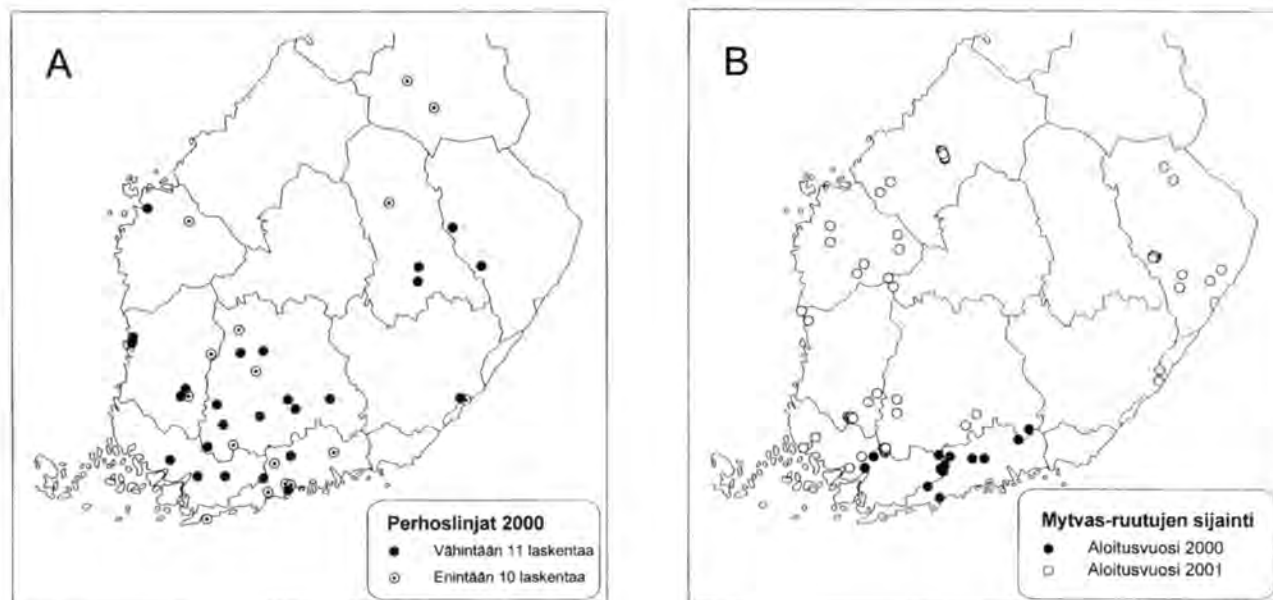 A
Perhoslinjat 2000
Vähintään 11 laskentaa
Enintään 10 laskentaa
B
Mytvas-ruutujen sijainti
Aloitusvuosi 2000
Aloitusvuosi 2001